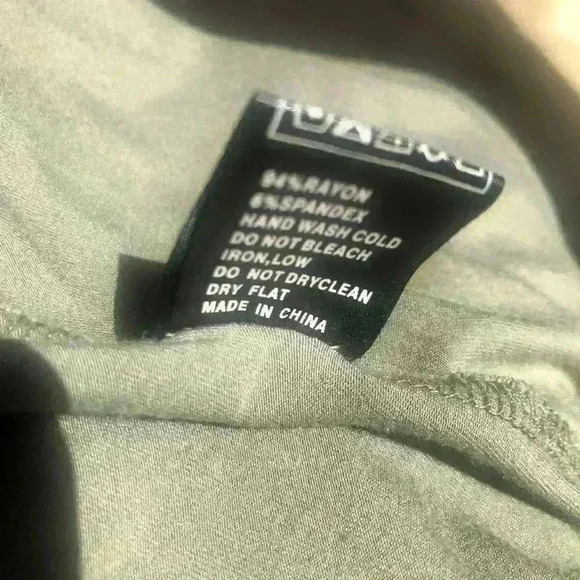 94%RAYON
6%SPANDEX
HAND WASH COLD
DO NOT BLEACH
IRON,LOW
DO NOT DRYCLEAN
DRY FLAT
MADE IN CHINA